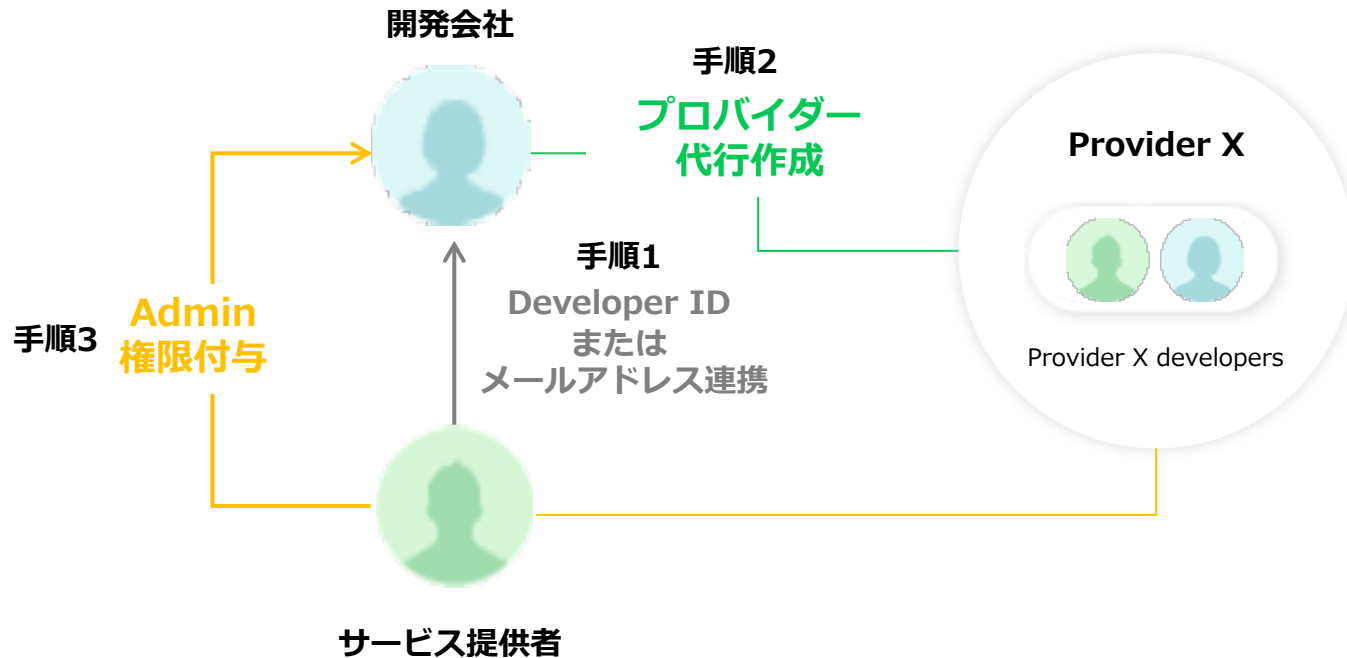 開発会社
手順2
プロバイダー
代行作成
Provider X
手順1
Developer ID
または
メールアドレス連携
手順3
Admin
権限付与
Provider X developers
サービス提供者